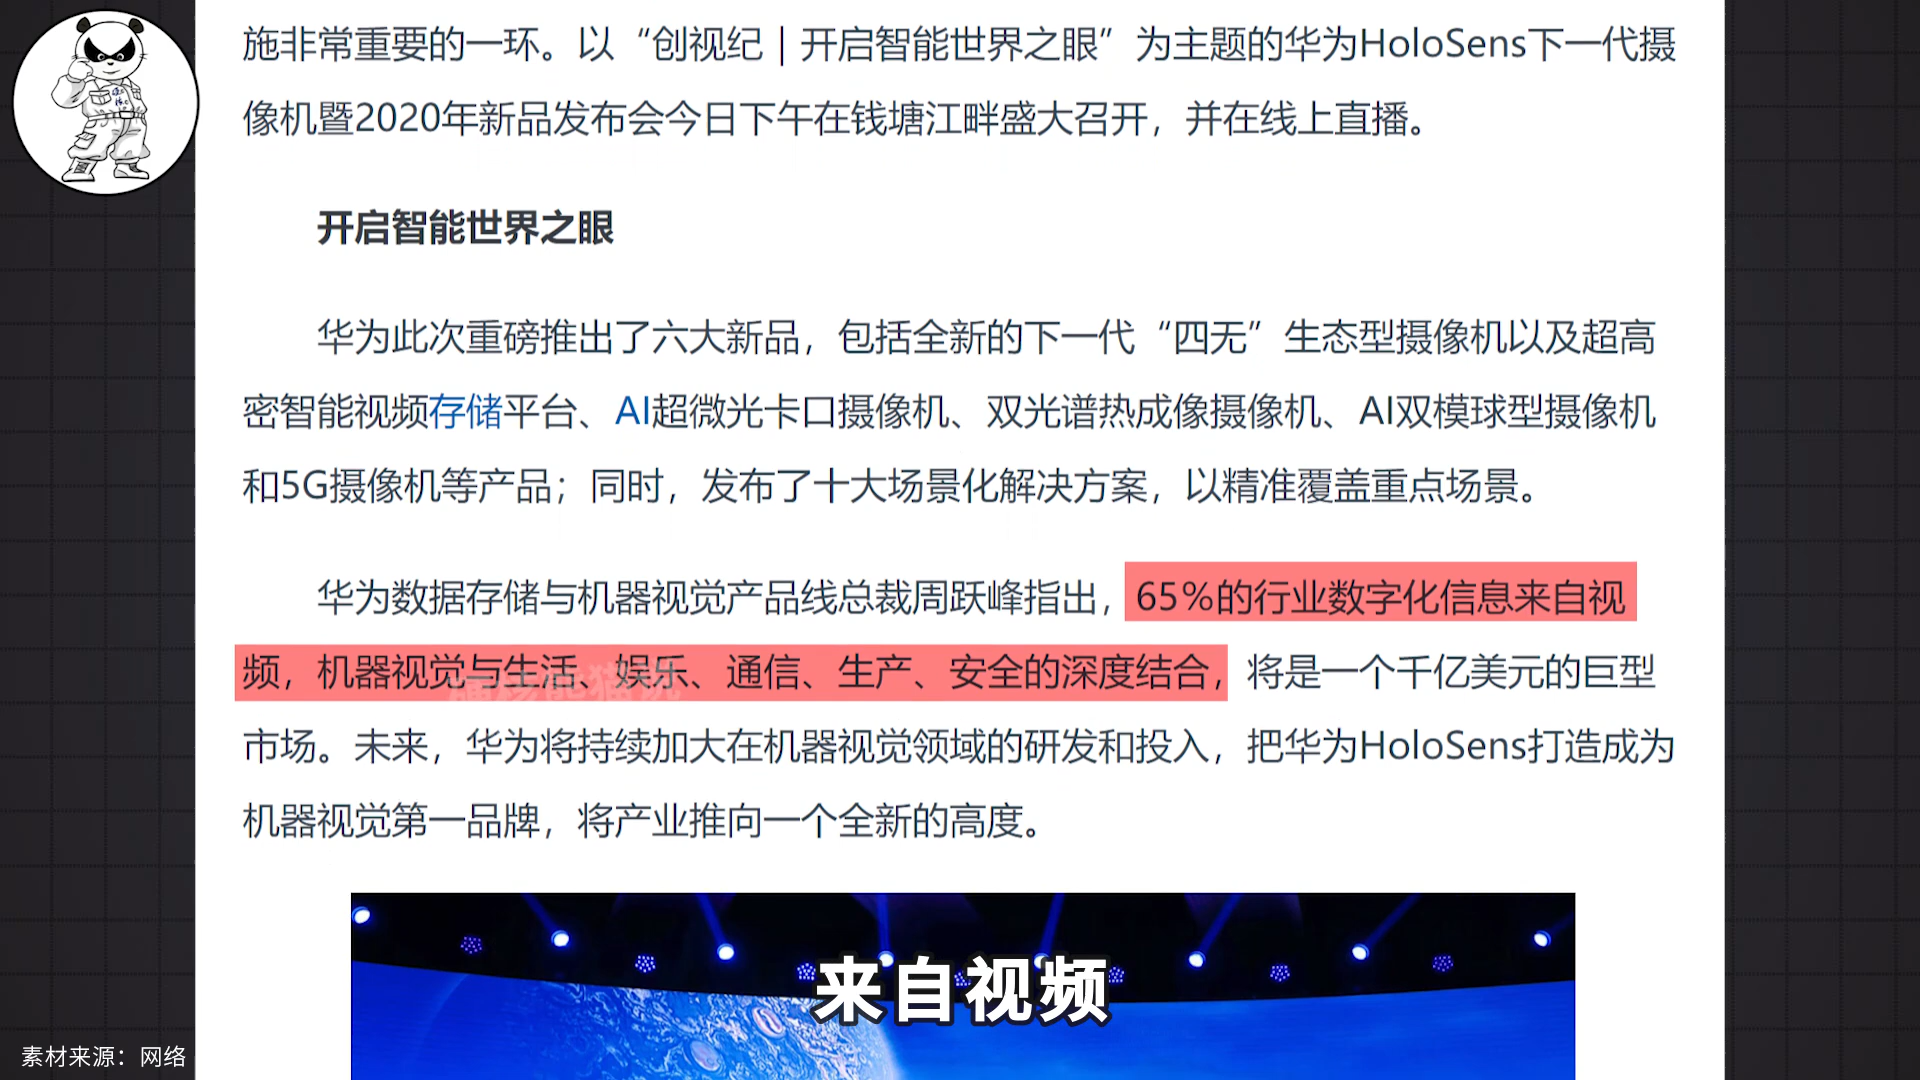 施非常重要的一环。以“创视纪｜开启智能世界之眼”为主题的华为HoloSens下一代摄
像机暨2020年新品发布会今日下午在钱塘江畔盛大召开，并在线上直播。
开启智能世界之眼
华为此次重磅推出了六大新品，包括全新的下一代“四无”生态型摄像机以及超高
密智能视频存储平台、AI超微光卡口摄像机、双光谱热成像摄像机、AI双模球型摄像机
和5G摄像机等产品；同时，发布了十大场景化解决方案，以精准覆盖重点场景。
华为数据存储与机器视觉产品线总裁周跃峰指出，65%的行业数字化信息来自视
频，机器视觉与生活、娱乐、通信、生产、安全的深度结合，将是一个千亿美元的巨型
市场。未来，华为将持续加大在机器视觉领域的研发和投入，把华为HoloSens打造成为
机器视觉第一品牌，将产业推向一个全新的高度。
来自视频
素材来源：网络